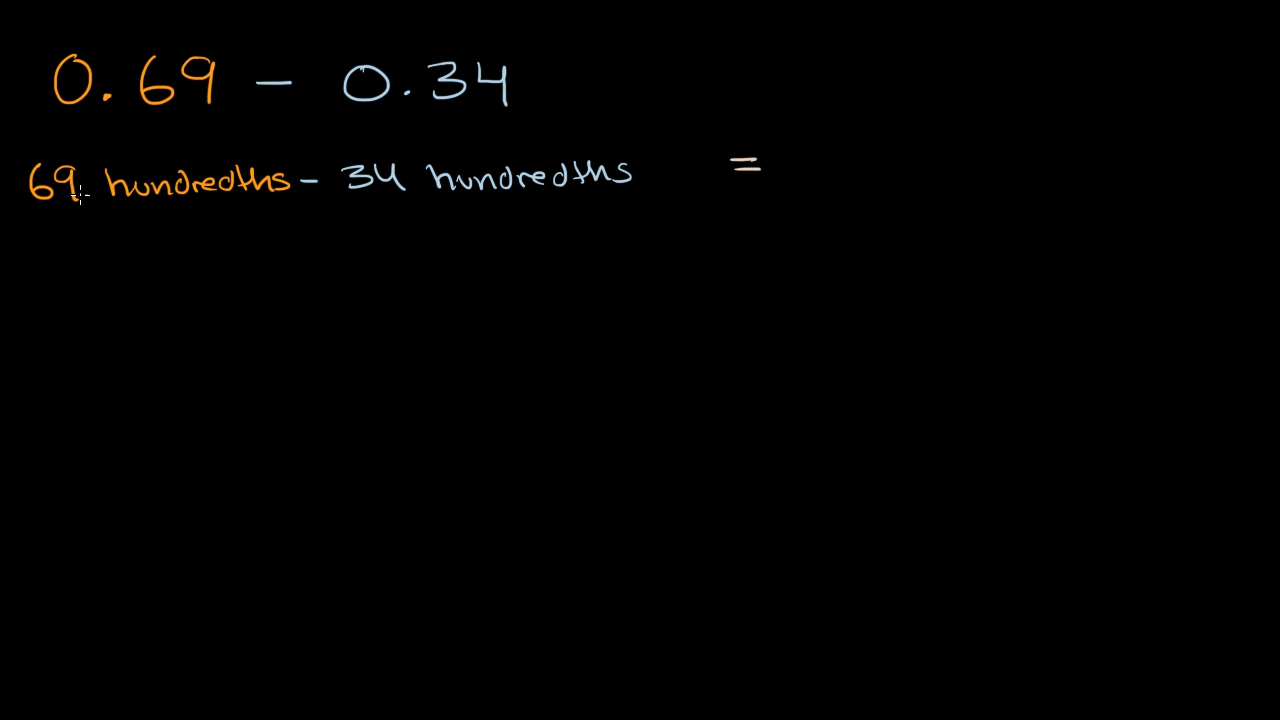 0.69 - 0.34
69 hundredths - 34 hundredths =